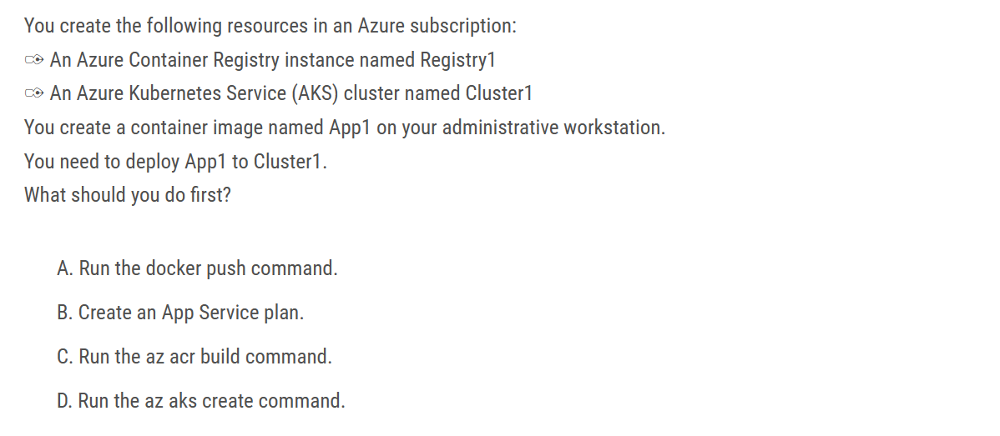 You create the following resources in an Azure subscription:
An Azure Container Registry instance named Registry1
An Azure Kubernetes Service (AKS) cluster named Cluster1
You create a container image named App1 on your administrative workstation.
You need to deploy App1 to Cluster1.
What should you do first?
A. Run the docker push command.
B. Create an App Service plan.
C. Run the az acr build command.
D. Run the az aks create command.